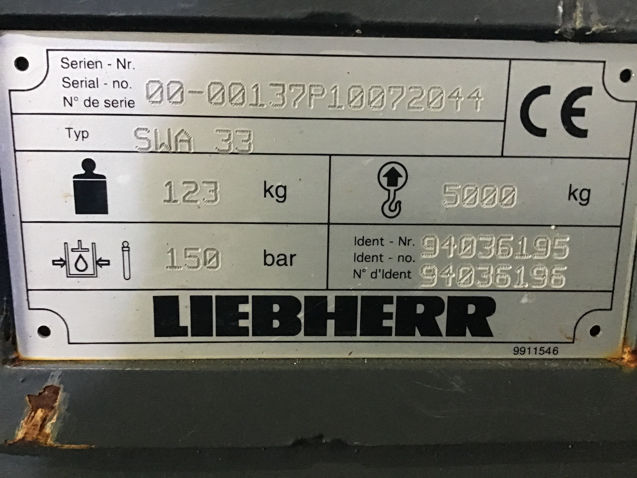 Serien - Nr.
Serial - no.
N° de serie
00-00137P10072044
CE
Typ SWA 33
123 kg
5000 kg
150 bar
Ident - Nr. 94036195
Ident - no.
N° d'Ident 94036196
LIEBHERR
9911546